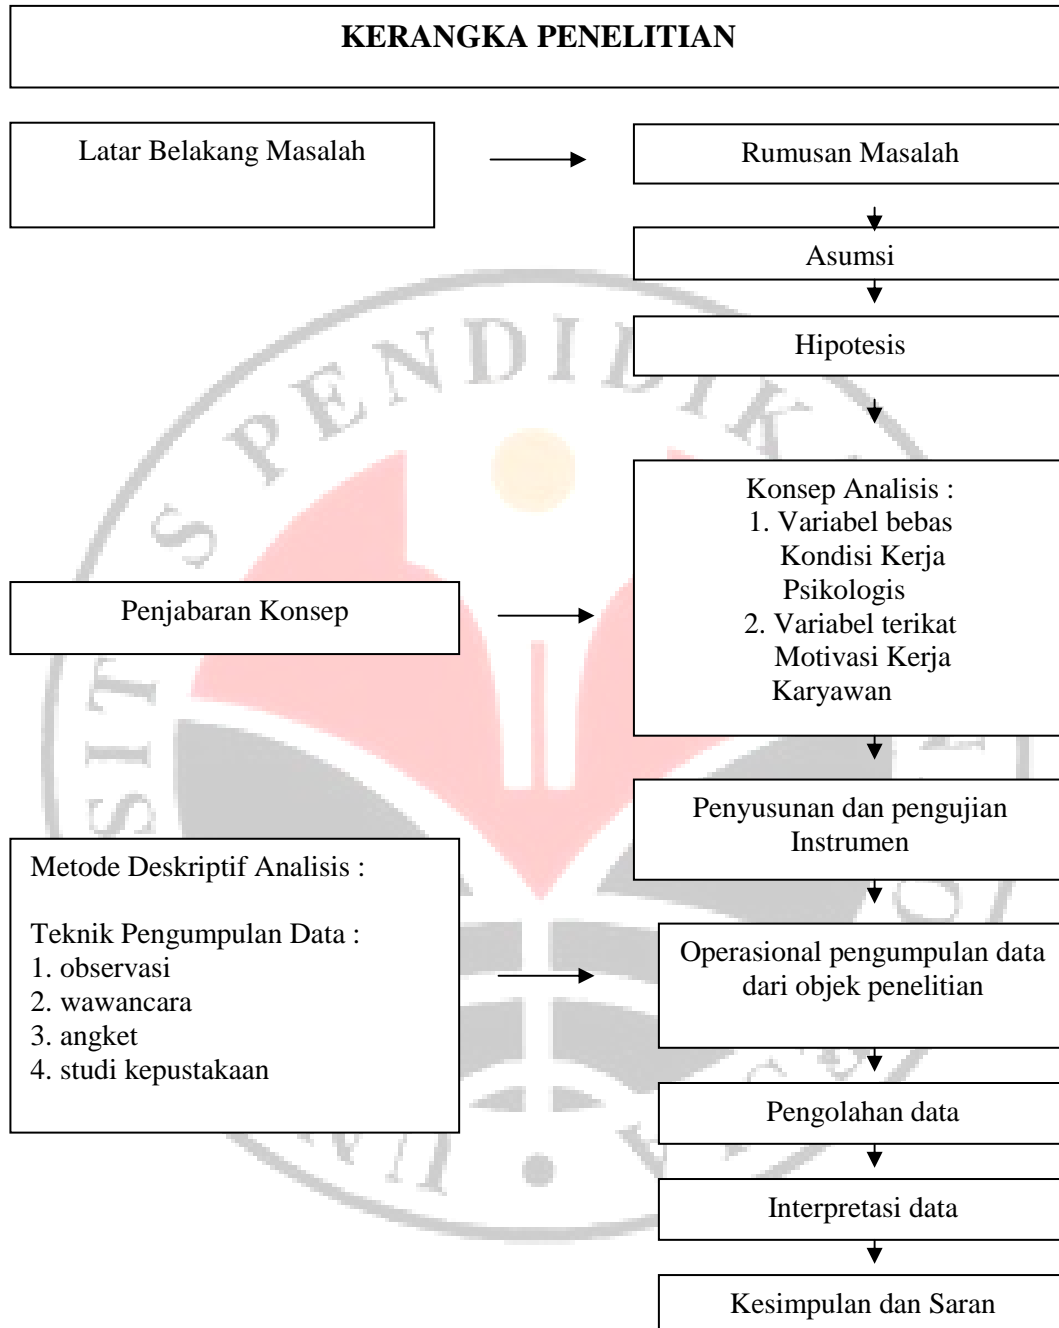 KERANGKA PENELITIAN
Latar Belakang Masalah
Rumusan Masalah
Asumsi
Hipotesis
Konsep Analisis :
1. Variabel bebas
Kondisi Kerja
Psikologis
2. Variabel terikat
Motivasi Kerja
Karyawan
Penjabaran Konsep
Penyusunan dan pengujian
Instrumen
Metode Deskriptif Analisis :
Teknik Pengumpulan Data :
1. observasi
2. wawancara
3. angket
4. studi kepustakaan
Operasional pengumpulan data
dari objek penelitian
Pengolahan data
Interpretasi data
Kesimpulan dan Saran